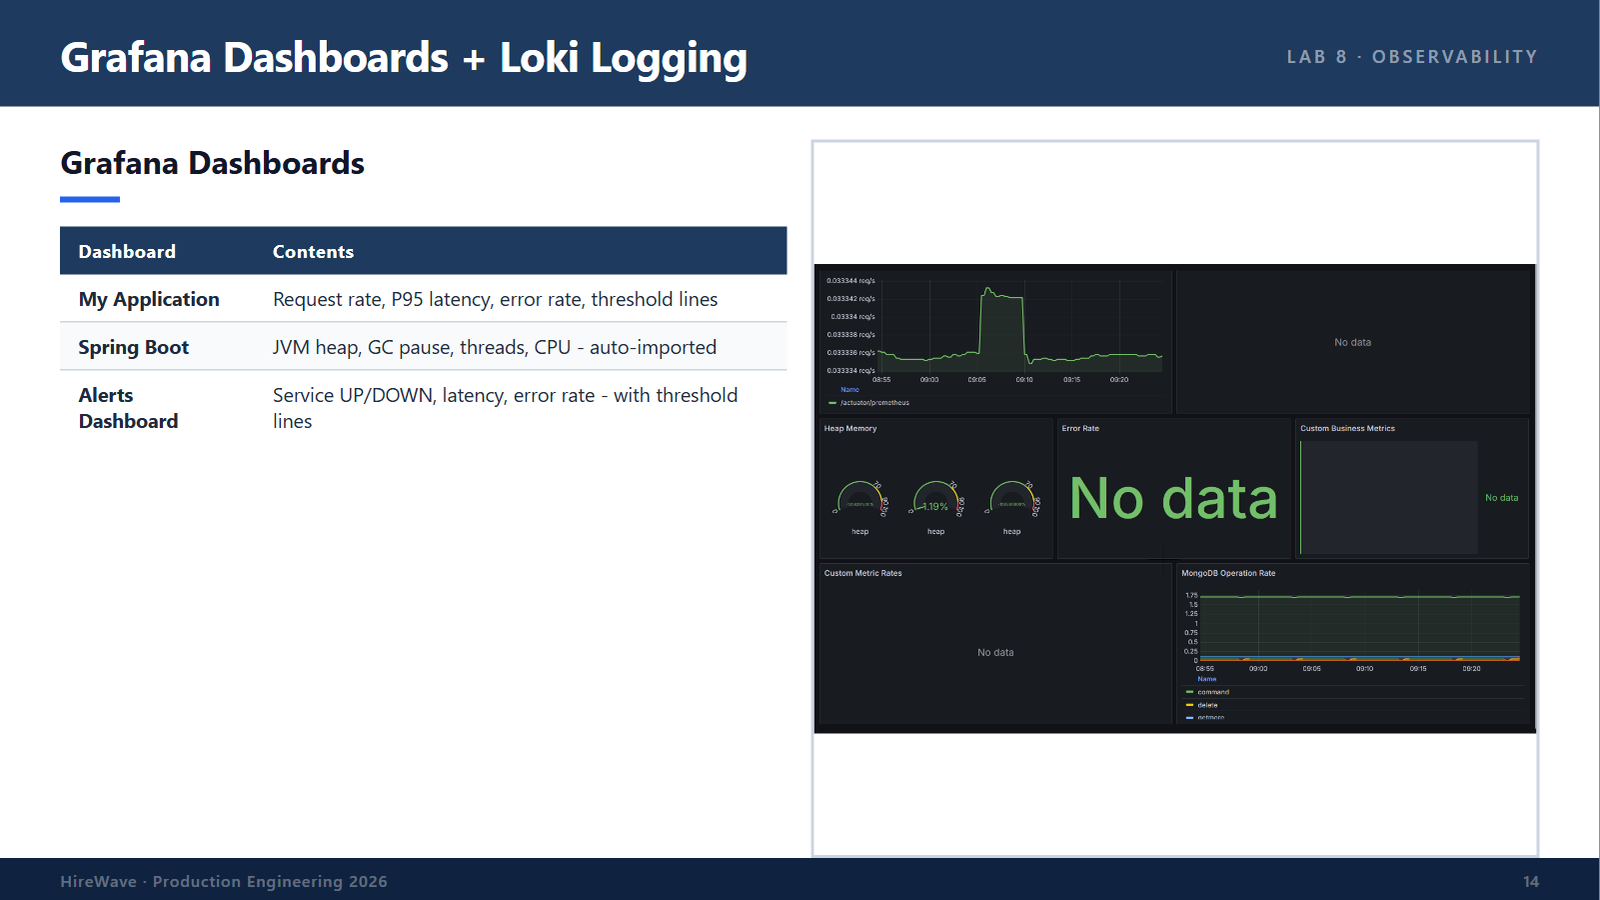 Grafana Dashboards + Loki Logging
LAB 8 · OBSERVABILITY
Grafana Dashboards
Dashboard Contents
My Application Request rate, P95 latency, error rate, threshold lines
Spring Boot JVM heap, GC pause, threads, CPU - auto-imported
Alerts Dashboard Service UP/DOWN, latency, error rate - with threshold lines
0.033344 req/s
0.033342 req/s
0.03334 req/s
0.033338 req/s
0.033336 req/s
0.033334 req/s
08:55 09:00 09:05 09:10 09:15 09:20
Name
/actuator/prometheus
No data
Heap Memory
-1.19%
heap heap heap
Error Rate
No data
Custom Business Metrics
No data
Custom Metric Rates
No data
MongoDB Operation Rate
1.75
1.5
1.25
1
0.75
0.5
0.25
0
08:55 09:00 09:05 09:10 09:15 09:20
Name
command
delete
getmore
HireWave · Production Engineering 2026
14